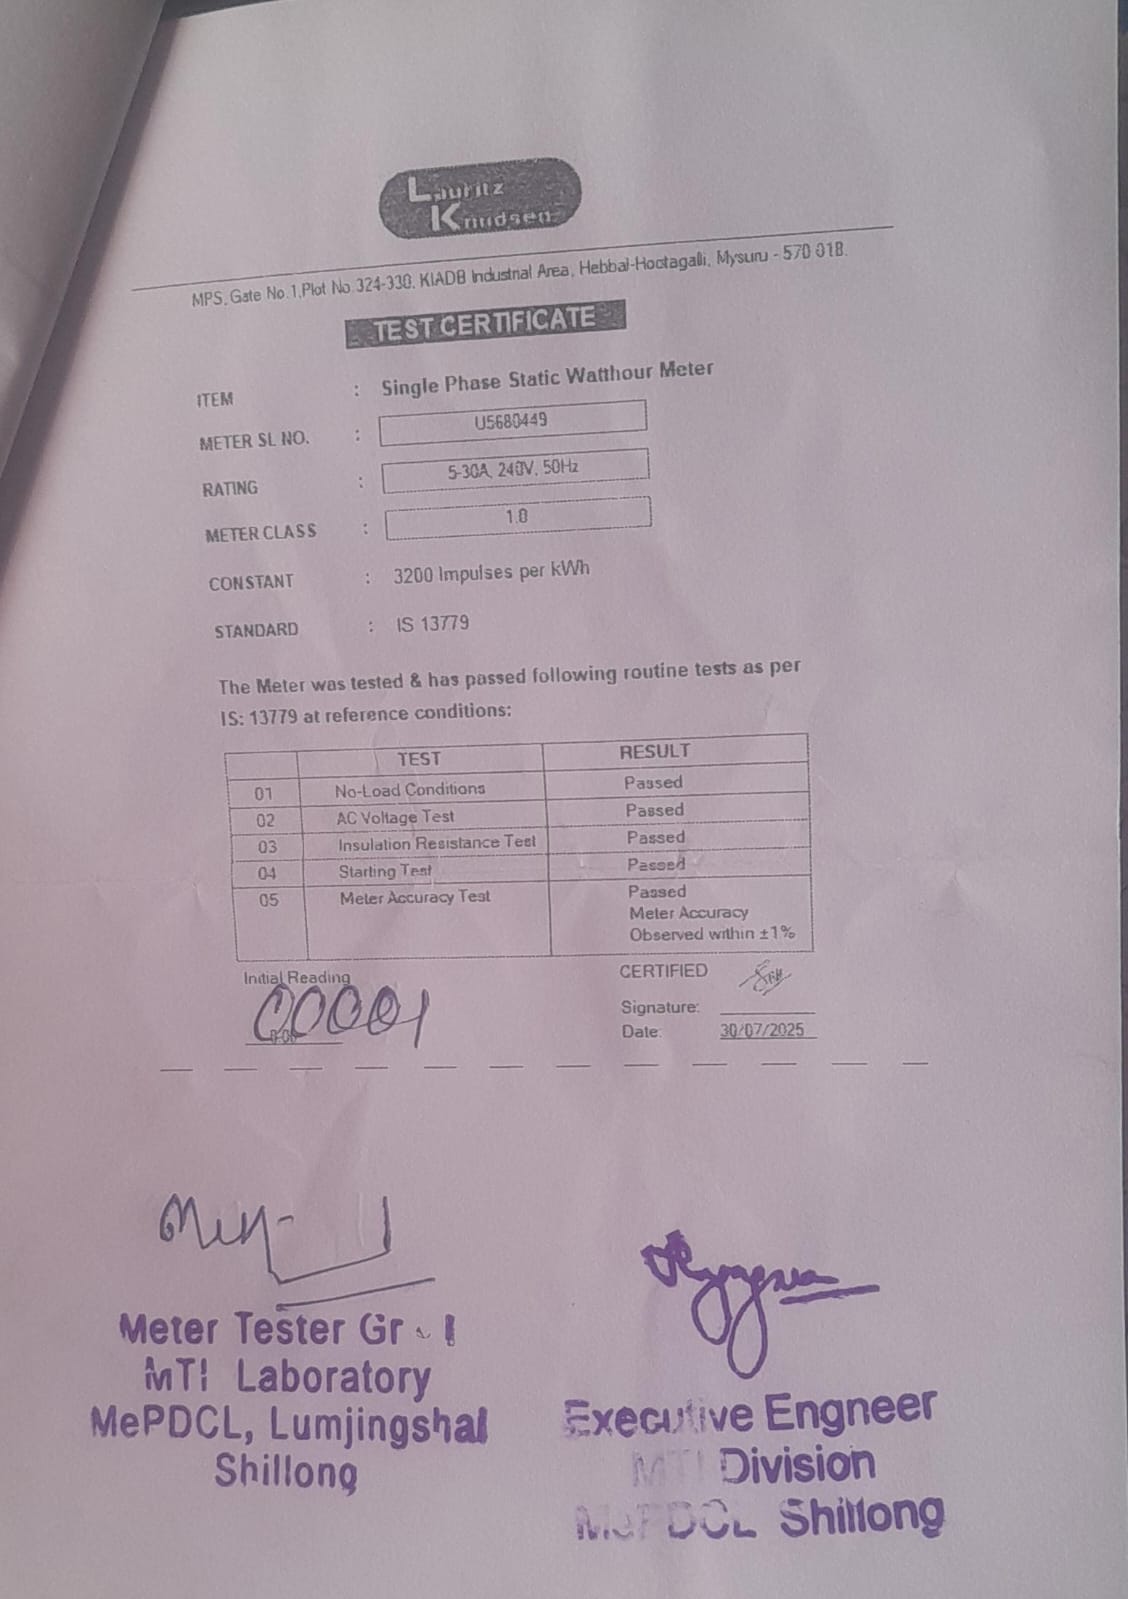 Lauritz
Knudsen
MPS, Gate No.1,Plot No.324-330, KIADB Industrial Area, Hebbal-Hootagalli, Mysuru - 570 018.
TEST CERTIFICATE
ITEM : Single Phase Static Watthour Meter
METER SL NO. : U5680449
RATING : 5-30A, 240V, 50Hz
METER CLASS : 1.0
CONSTANT : 3200 Impulses per kWh
STANDARD : IS 13779
The Meter was tested & has passed following routine tests as per
IS: 13779 at reference conditions:
TEST RESULT
01 No-Load Conditions Passed
02 AC Voltage Test Passed
03 Insulation Resistance Test Passed
04 Starting Test Passed
05 Meter Accuracy Test Passed
Meter Accuracy
Observed within ±1%
Initial Reading CERTIFIED
00001
Signature:
Date: 30/07/2025
Meter Tester Gr - I
MTI Laboratory
MePDCL, Lumjingshai
Shillong
Executive Engneer
MTI Division
MePDCL Shillong